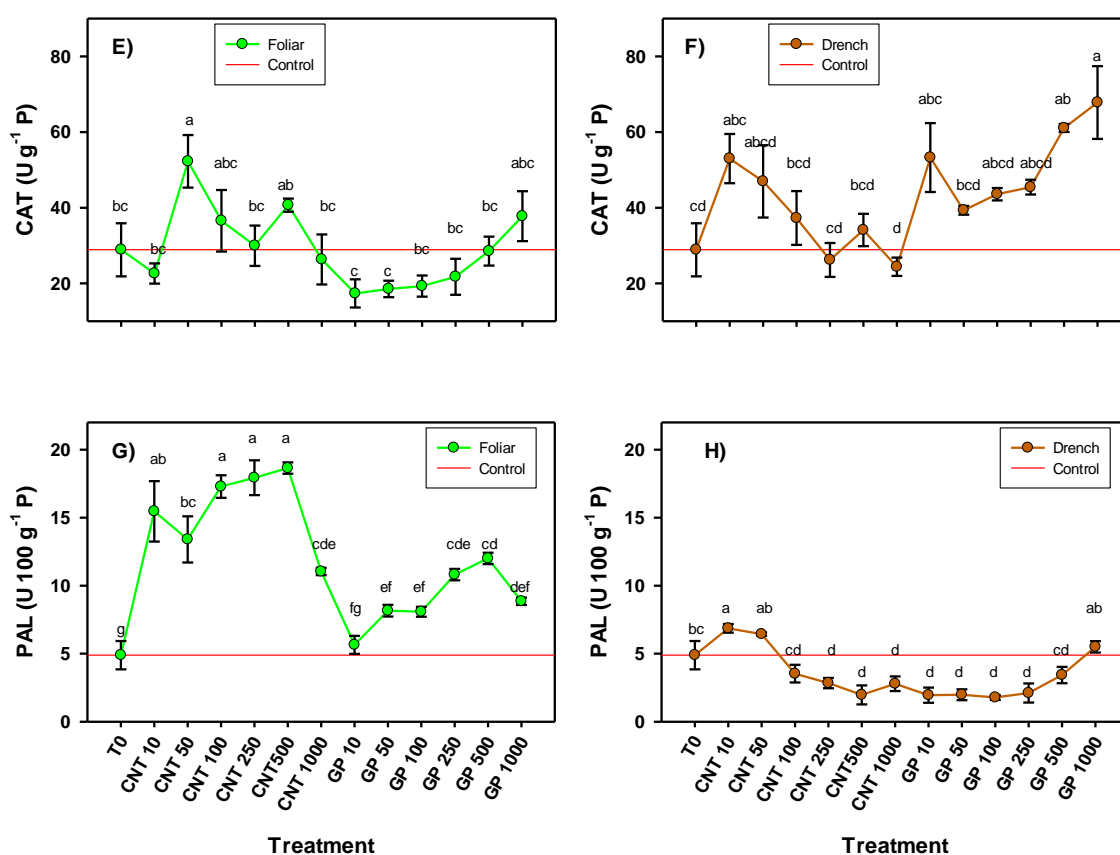 E)
Foliar
Control
CAT (U g-1 P)
80
60
40
20
bc
bc
a
abc
bc
ab
bc
c
c
bc
bc
bc
abc
F)
Drench
Control
CAT (U g-1 P)
80
60
40
20
cd
abc
abcd
bcd
cd
bcd
d
abc
bcd
abcd
abcd
ab
a
G)
Foliar
Control
PAL (U 100 g-1 P)
20
15
10
5
0
g
ab
bc
a
a
a
cde
fg
ef
ef
cde
cd
def
T0
CNT 10
CNT 50
CNT 100
CNT 250
CNT500
CNT 1000
GP 10
GP 50
GP 100
GP 250
GP 500
GP 1000
Treatment
H)
Drench
Control
PAL (U 100 g-1 P)
20
15
10
5
0
bc
a
ab
cd
d
d
d
d
d
d
d
cd
ab
T0
CNT 10
CNT 50
CNT 100
CNT 250
CNT500
CNT 1000
GP 10
GP 50
GP 100
GP 250
GP 5000
GP 1000
Treatment